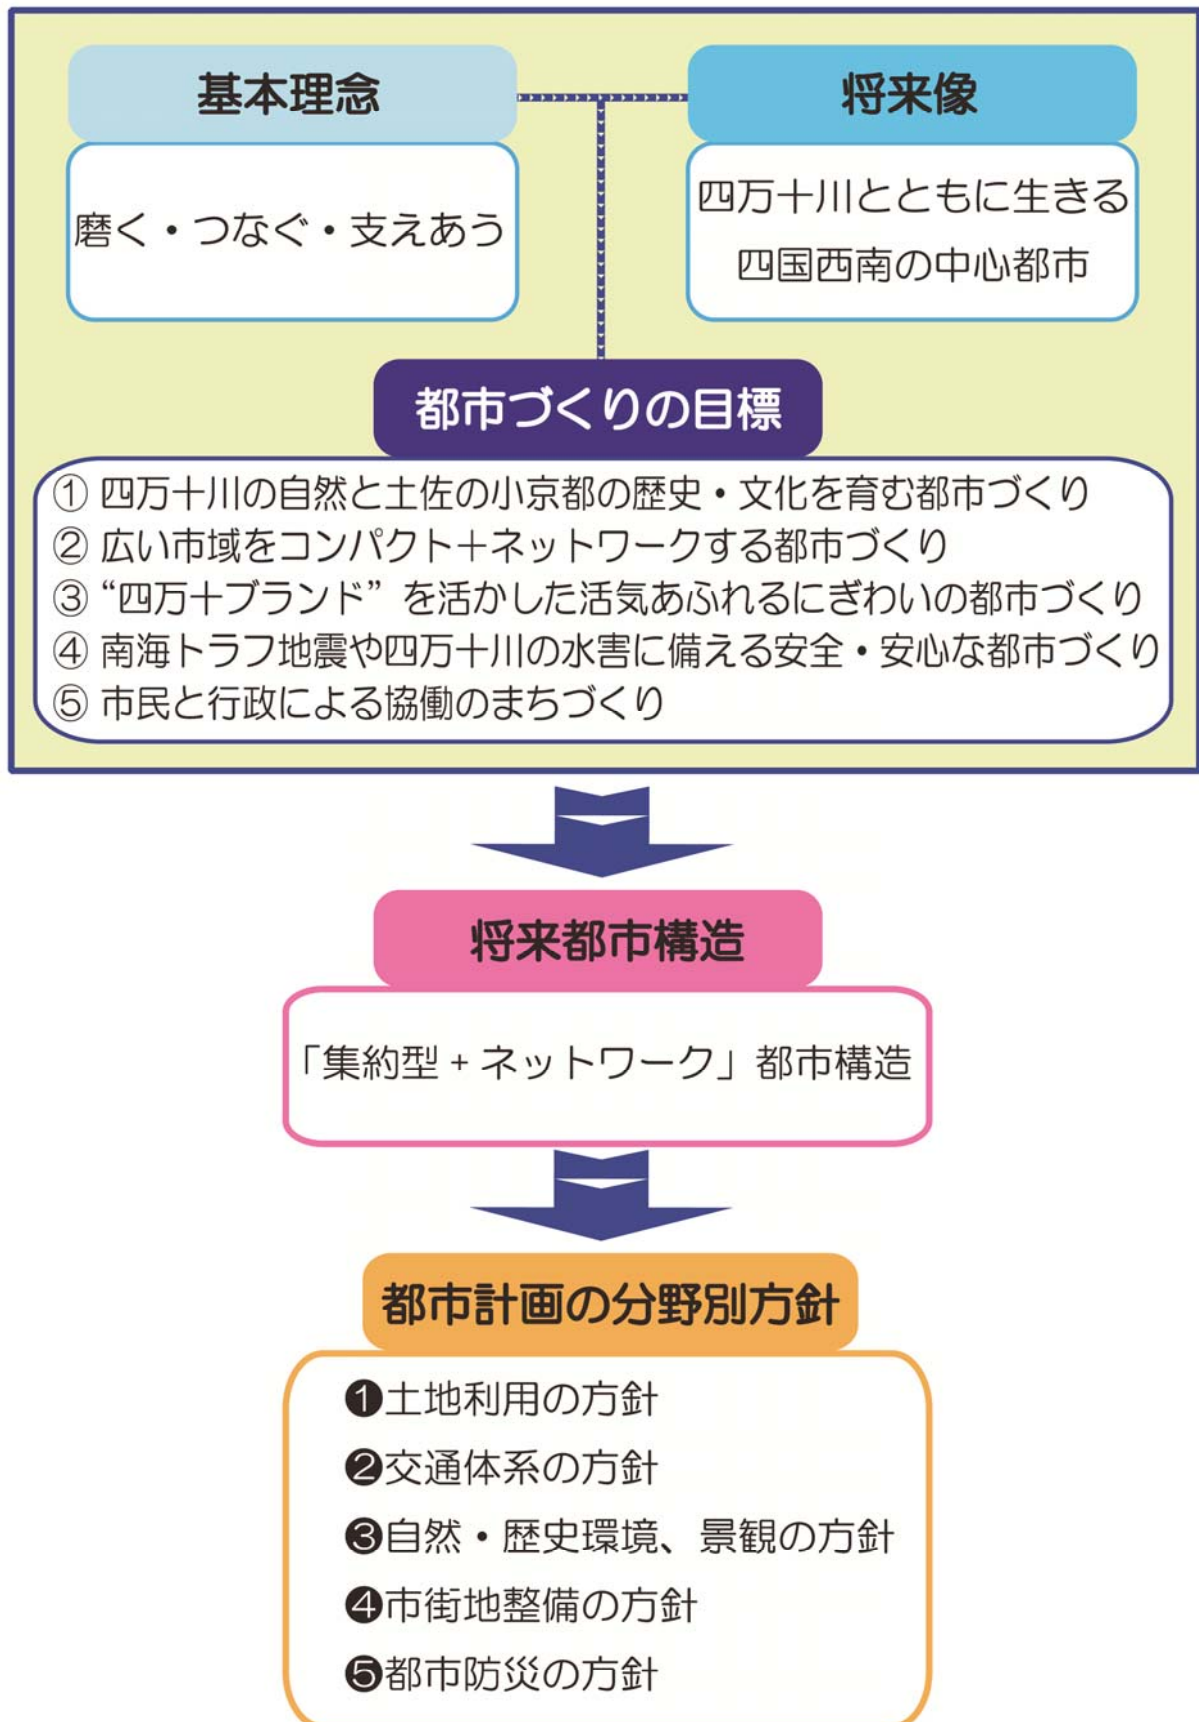 基本理念
磨く・つなぐ・支えあう
将来像
四万十川とともに生きる
四国西南の中心都市
都市づくりの目標
① 四万十川の自然と土佐の小京都の歴史・文化を育む都市づくり
② 広い市域をコンパクト＋ネットワークする都市づくり
③ “四万十ブランド” を活かした活気あふれるにぎわいの都市づくり
④ 南海トラフ地震や四万十川の水害に備える安全・安心な都市づくり
⑤ 市民と行政による協働のまちづくり
将来都市構造
「集約型 + ネットワーク」都市構造
都市計画の分野別方針
❶土地利用の方針
❷交通体系の方針
❸自然・歴史環境、景観の方針
❹市街地整備の方針
❺都市防災の方針